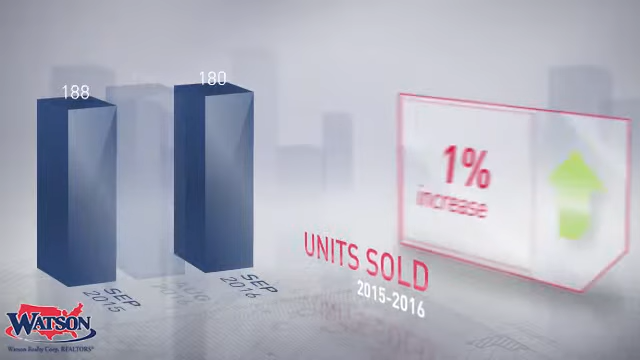 188
180
1%
increase
UNITS SOLD
2015-2016
SEP
2015
SEP
2016
WATSON
Watson Realty Corp. REALTORS®